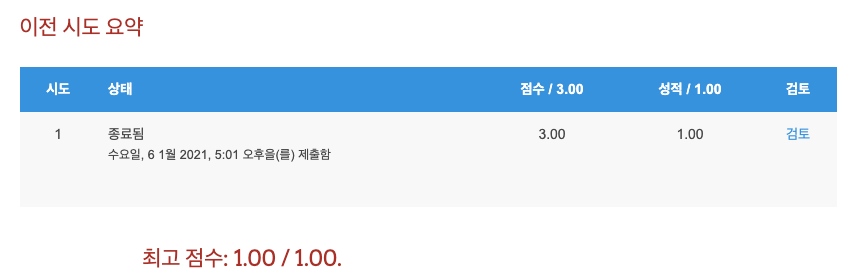 이전 시도 요약
시도 상태 점수 / 3.00 성적 / 1.00 검토
1 종료됨 3.00 1.00 검토
수요일, 6 1월 2021, 5:01 오후을(를) 제출함
최고 점수: 1.00 / 1.00.